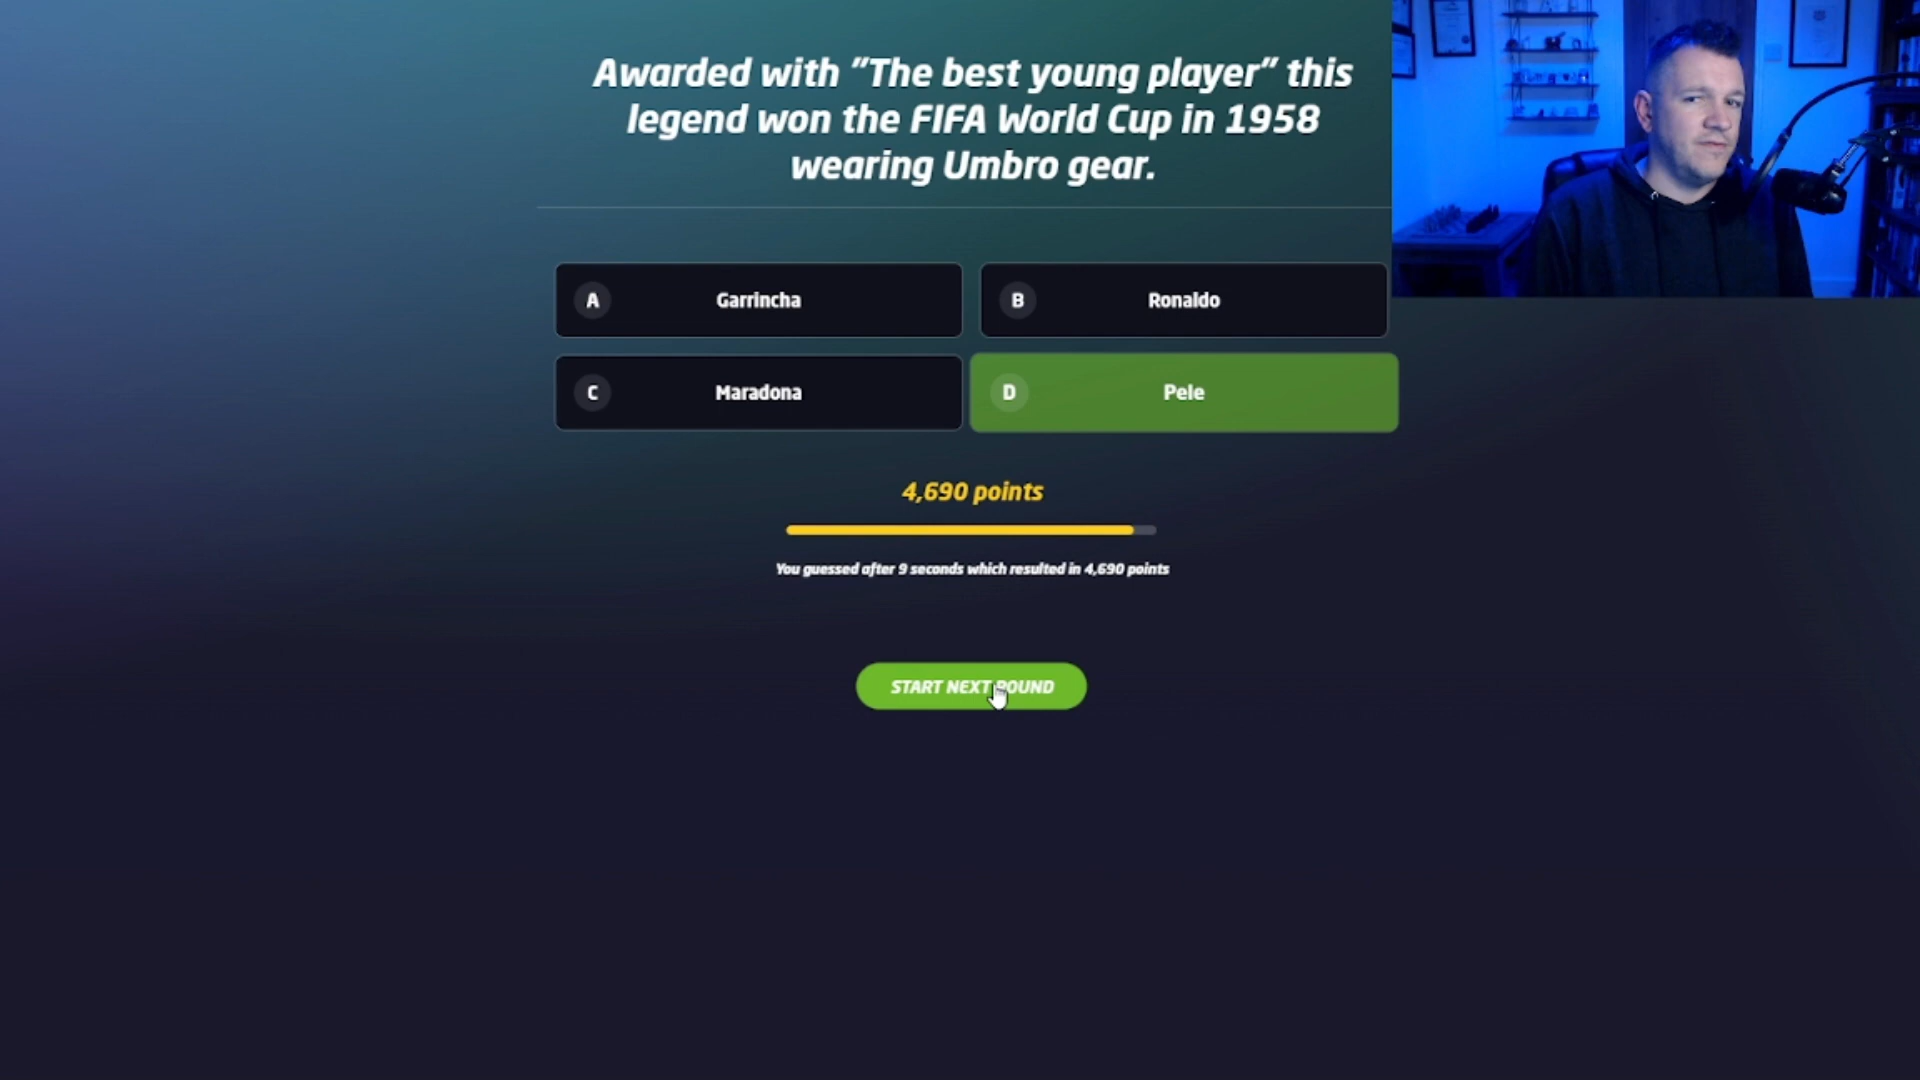 Awarded with "The best young player" this
legend won the FIFA World Cup in 1958
wearing Umbro gear.
A Garrincha
B Ronaldo
C Maradona
D Pele
4,690 points
You guessed after 9 seconds which resulted in 4,690 points
START NEXT ROUND